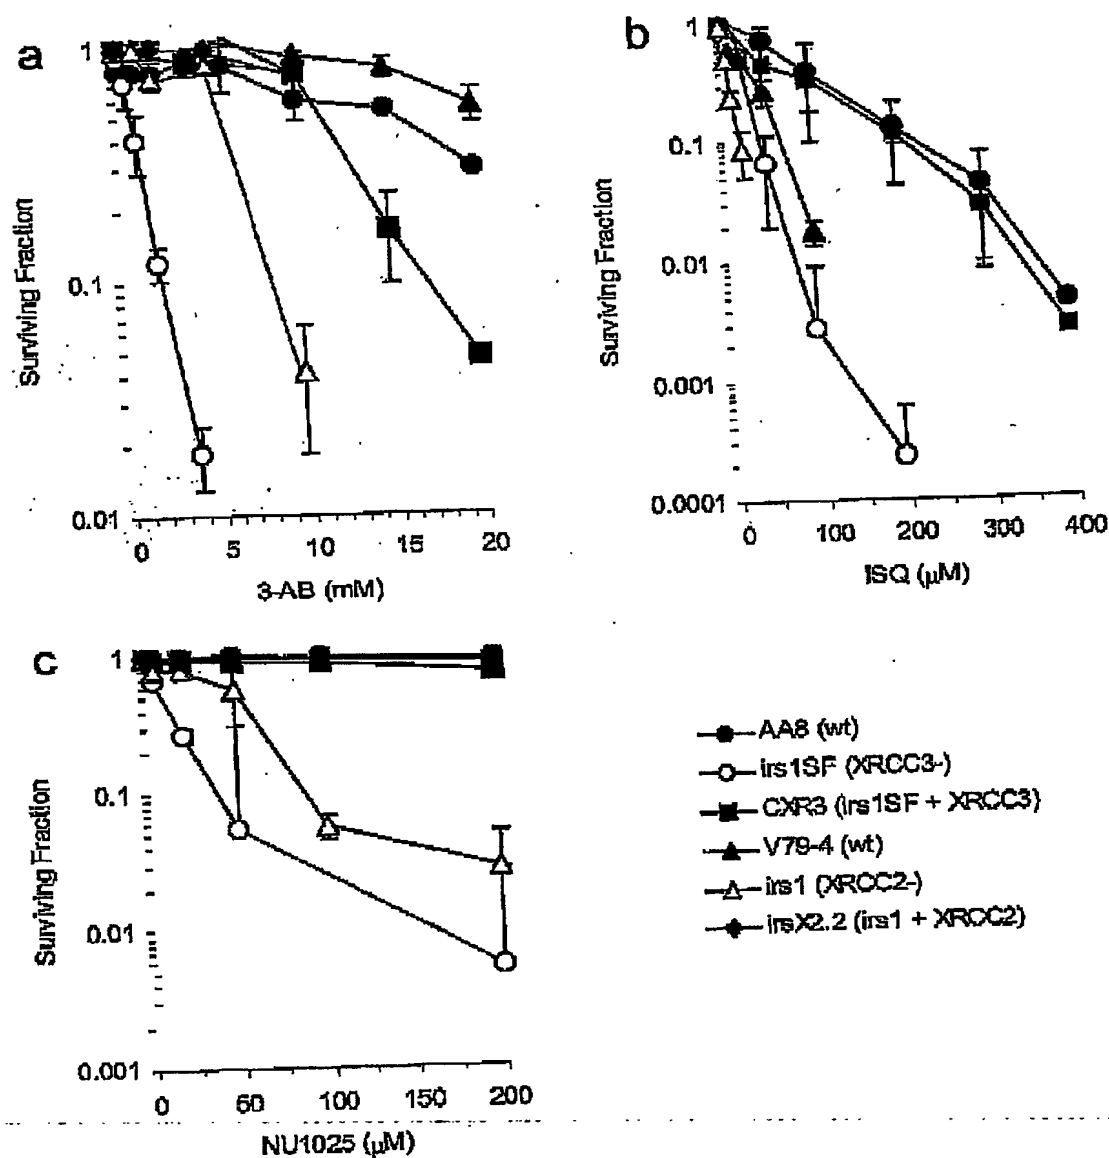 a
1
0.1
0.01
Surviving Fraction
0 5 10 15 20
3-AB (mM)
b
1
0.1
0.01
0.001
0.0001
Surviving Fraction
0 100 200 300 400
ISQ (µM)
c
1
0.1
0.01
0.001
Surviving Fraction
0 50 100 150 200
NU1025 (µM)
AA8 (wt)
irs1SF (XRCC3-)
CXR3 (irs1SF + XRCC3)
V79-4 (wt)
irs1 (XRCC2-)
irsX2.2 (irs1 + XRCC2)